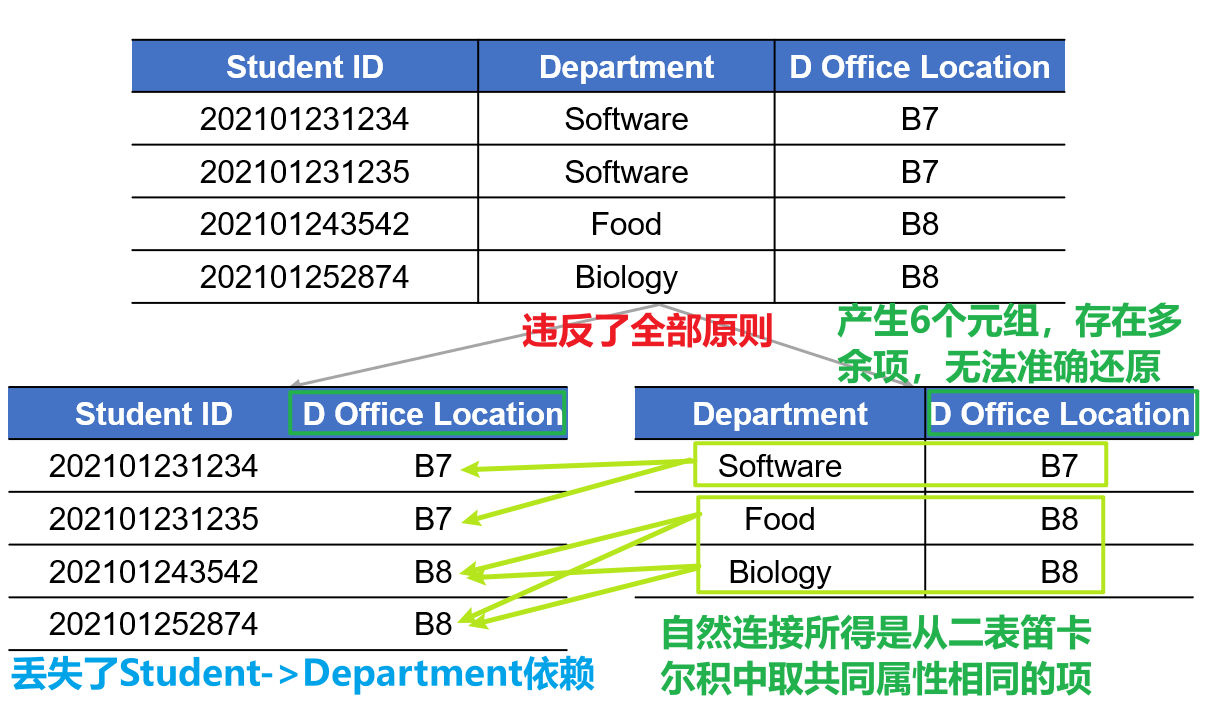 Student ID Department D Office Location
202101231234 Software B7
202101231235 Software B7
202101243542 Food B8
202101252874 Biology B8
违反了全部原则
产生6个元组，存在多
余项，无法准确还原
Student ID D Office Location
202101231234 B7
202101231235 B7
202101243542 B8
202101252874 B8
丢失了Student->Department依赖
Department D Office Location
Software B7
Food B8
Biology B8
自然连接所得是从二表笛卡
尔积中取共同属性相同的项